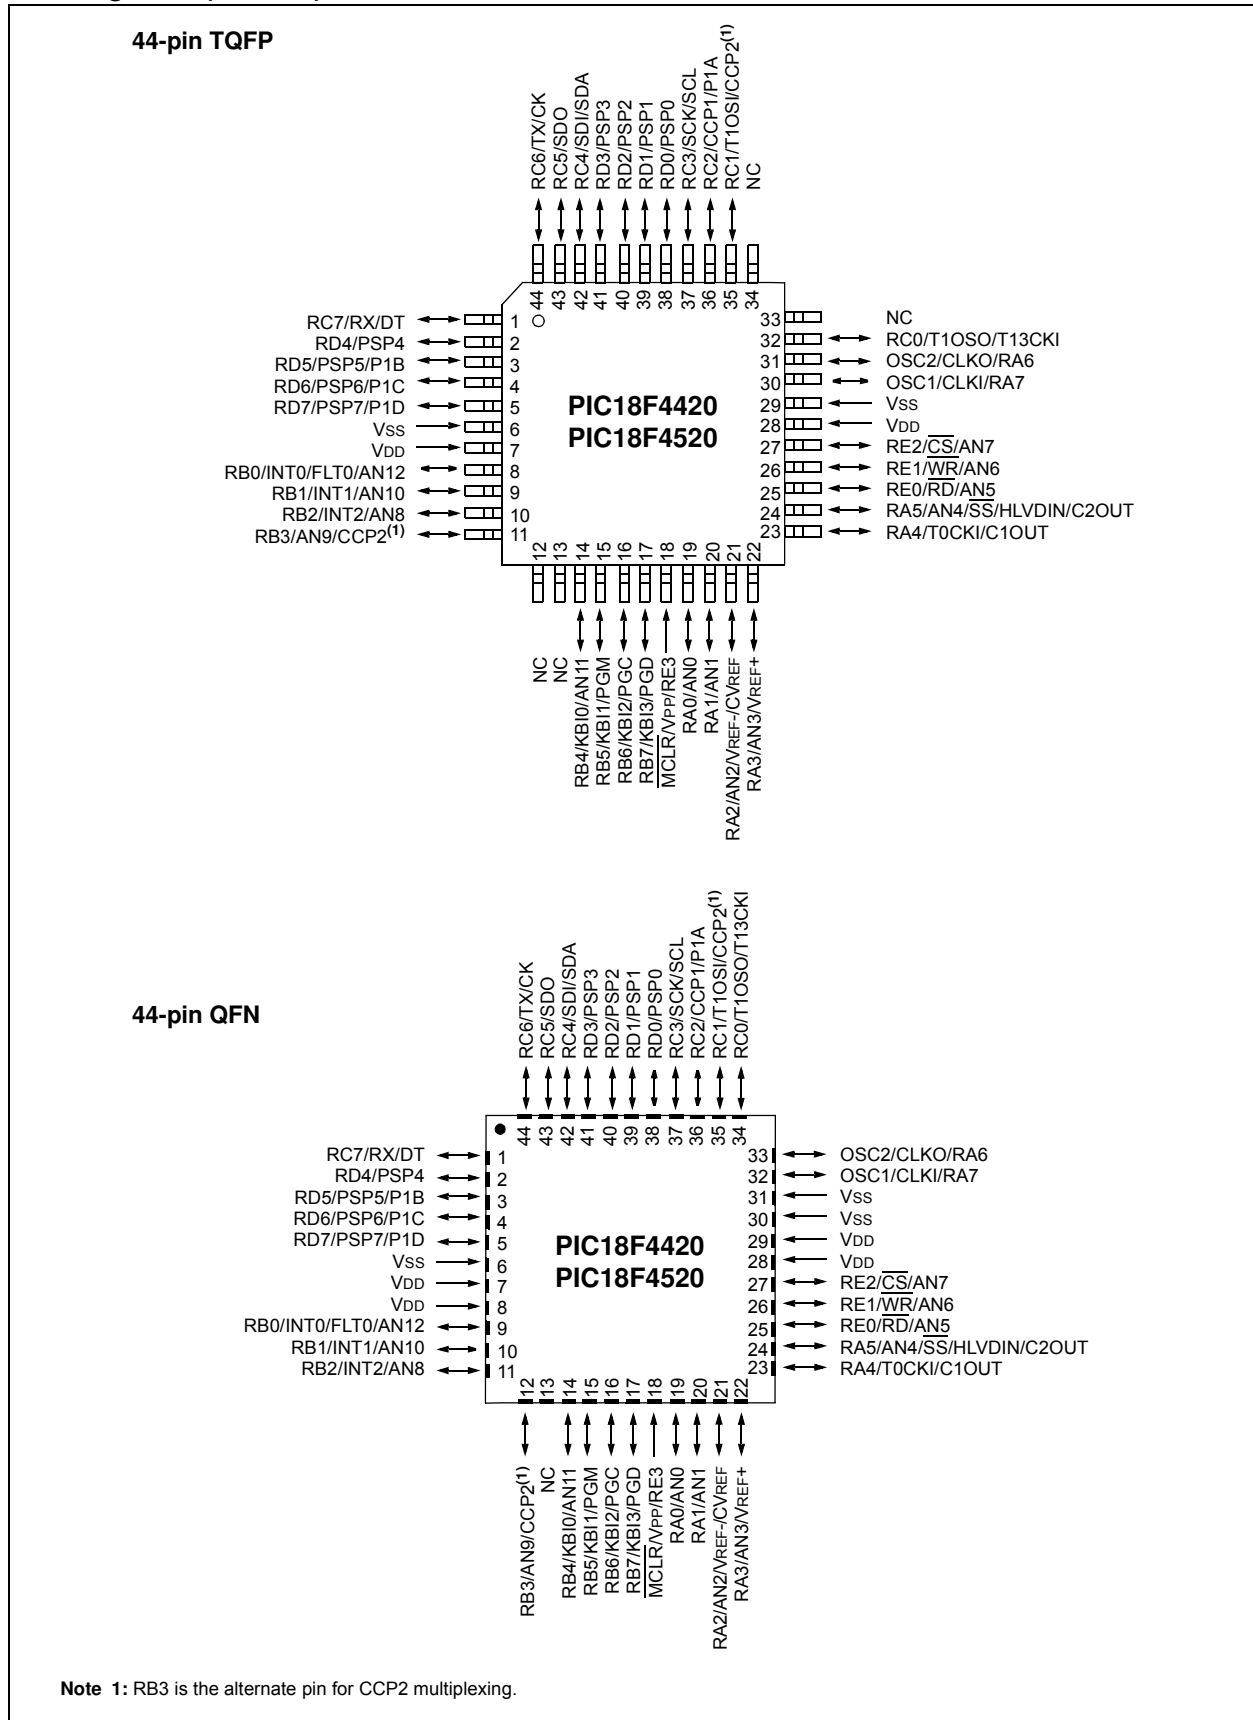 44-pin TQFP
RC6/TX/CK
RC5/SDO
RC4/SDI/SDA
RD3/PSP3
RD2/PSP2
RD1/PSP1
RD0/PSP0
RC3/SCK/SCL
RC2/CCP1/P1A
RC1/T1OSI/CCP2(1)
NC
44
43
42
41
40
39
38
37
36
35
34
RC7/RX/DT 1
RD4/PSP4 2
RD5/PSP5/P1B 3
RD6/PSP6/P1C 4
RD7/PSP7/P1D 5
VSS 6
VDD 7
RB0/INT0/FLT0/AN12 8
RB1/INT1/AN10 9
RB2/INT2/AN8 10
RB3/AN9/CCP2(1) 11
PIC18F4420
PIC18F4520
33 NC
32 RC0/T1OSO/T13CKI
31 OSC2/CLKO/RA6
30 OSC1/CLKI/RA7
29 VSS
28 VDD
27 RE2/CS/AN7
26 RE1/WR/AN6
25 RE0/RD/AN5
24 RA5/AN4/SS/HLVDIN/C2OUT
23 RA4/T0CKI/C1OUT
12
13
14
15
16
17
18
19
20
21
22
NC
NC
RB4/KBI0/AN11
RB5/KBI1/PGM
RB6/KBI2/PGC
RB7/KBI3/PGD
MCLR/VPP/RE3
RA0/AN0
RA1/AN1
RA2/AN2/VREF-/CVREF
RA3/AN3/VREF+
44-pin QFN
RC6/TX/CK
RC5/SDO
RC4/SDI/SDA
RD3/PSP3
RD2/PSP2
RD1/PSP1
RD0/PSP0
RC3/SCK/SCL
RC2/CCP1/P1A
RC1/T1OSI/CCP2(1)
RC0/T1OSO/T13CKI
44
43
42
41
40
39
38
37
36
35
34
RC7/RX/DT 1
RD4/PSP4 2
RD5/PSP5/P1B 3
RD6/PSP6/P1C 4
RD7/PSP7/P1D 5
VSS 6
VDD 7
VDD 8
RB0/INT0/FLT0/AN12 9
RB1/INT1/AN10 10
RB2/INT2/AN8 11
PIC18F4420
PIC18F4520
33 OSC2/CLKO/RA6
32 OSC1/CLKI/RA7
31 VSS
30 VSS
29 VDD
28 VDD
27 RE2/CS/AN7
26 RE1/WR/AN6
25 RE0/RD/AN5
24 RA5/AN4/SS/HLVDIN/C2OUT
23 RA4/T0CKI/C1OUT
12
13
14
15
16
17
18
19
20
21
22
RB3/AN9/CCP2(1)
NC
RB4/KBI0/AN11
RB5/KBI1/PGM
RB6/KBI2/PGC
RB7/KBI3/PGD
MCLR/VPP/RE3
RA0/AN0
RA1/AN1
RA2/AN2/VREF-/CVREF
RA3/AN3/VREF+
Note 1: RB3 is the alternate pin for CCP2 multiplexing.